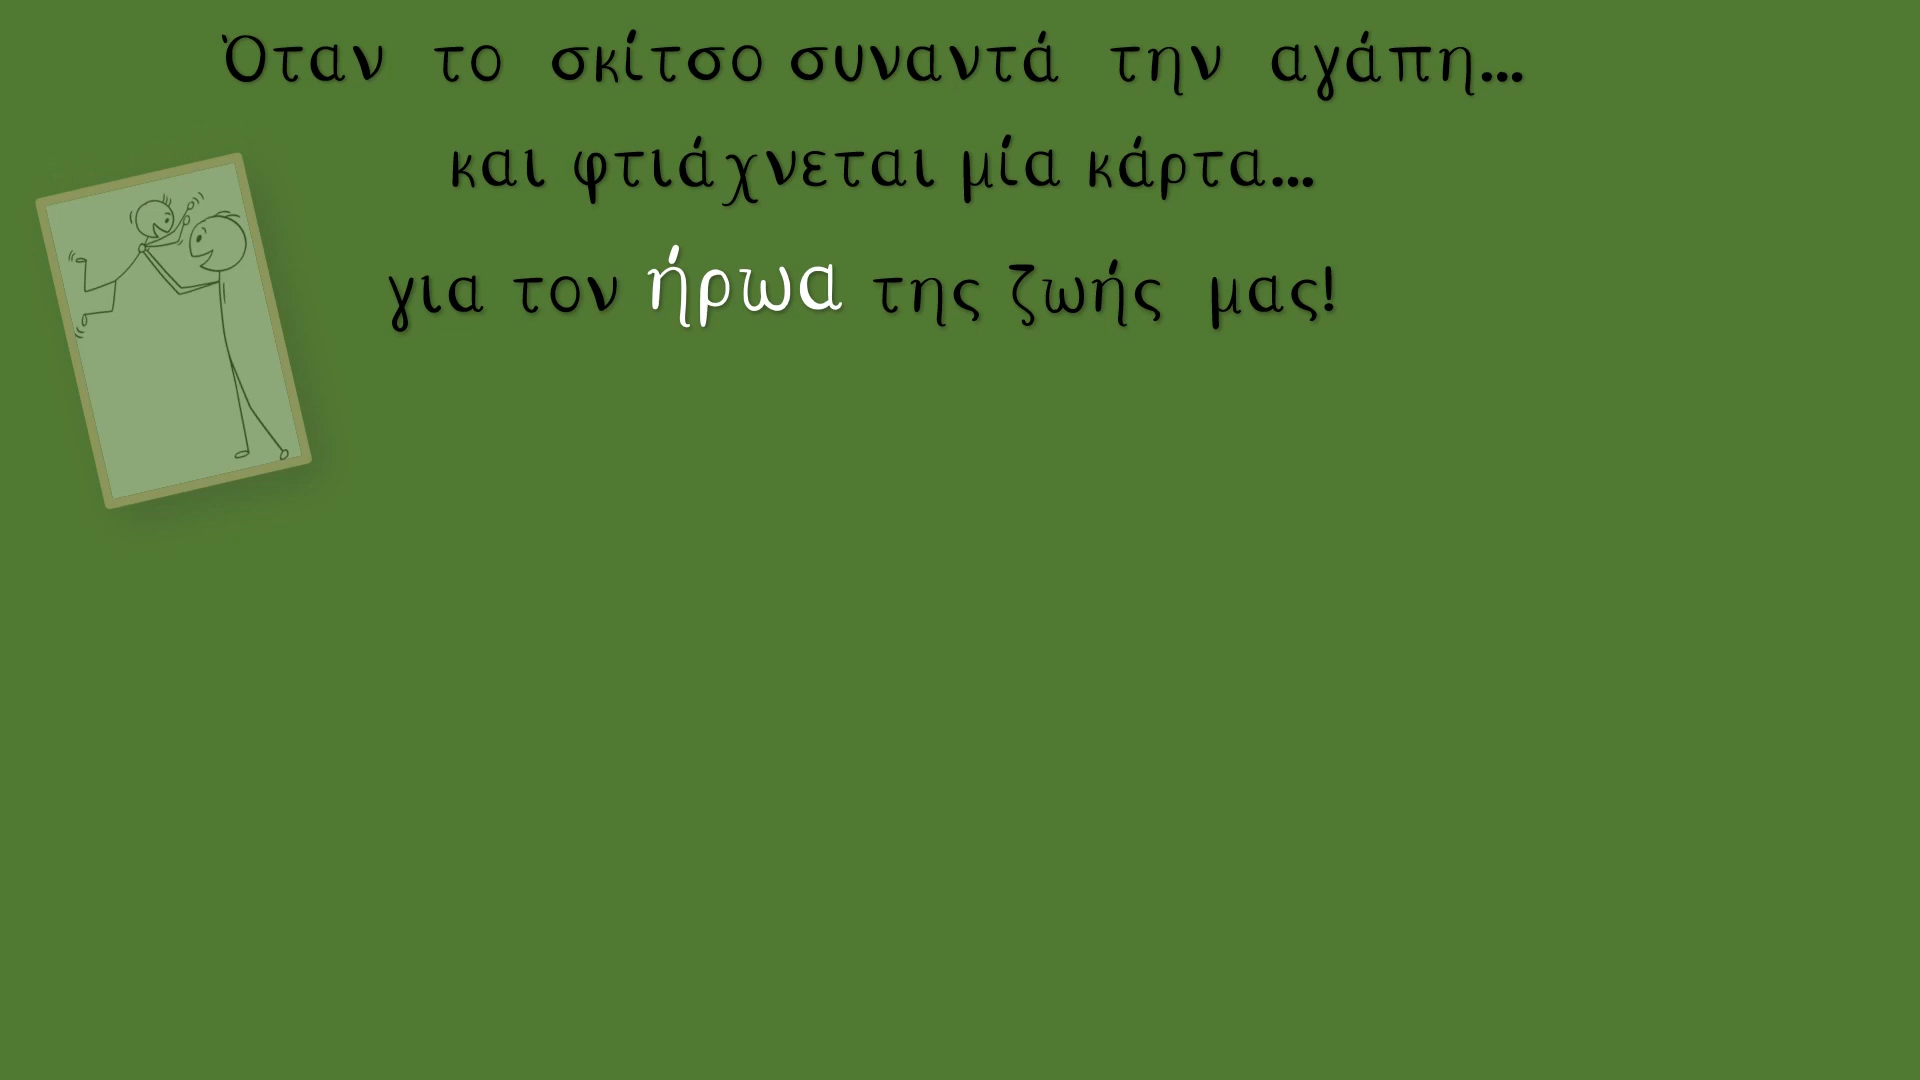 Όταν το σκίτσο συναντά την αγάπη...
και φτιάχνεται μία κάρτα...
για τον ήρωα της ζωής μας!